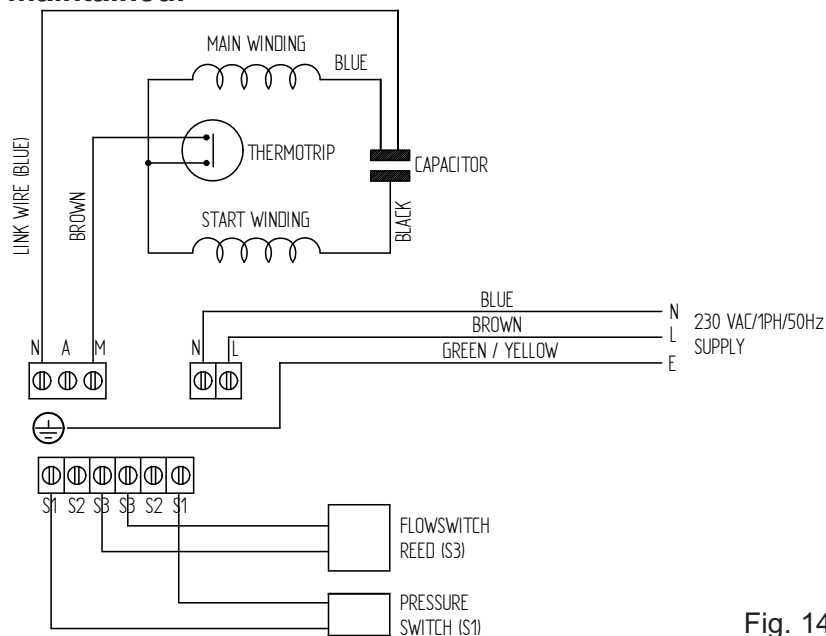 maintained.
MAIN WINDING
BLUE
THERMOTRIP
CAPACITOR
LINK WIRE (BLUE)
BROWN
START WINDING
BLACK
BLUE
N
BROWN
L
230 VAC/1PH/50Hz
SUPPLY
GREEN / YELLOW
E
N A M
N L
S1 S2 S3 S3 S2 S1
FLOWSWITCH
REED (S3)
PRESSURE
SWITCH (S1)
Fig. 14